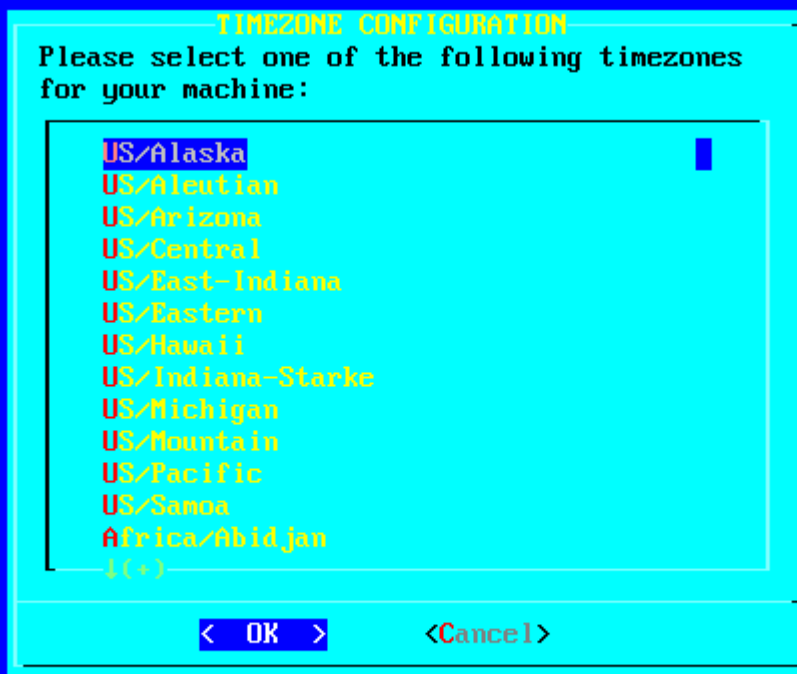 TIMEZONE CONFIGURATION
Please select one of the following timezones
for your machine:
US/Alaska
US/Aleutian
US/Arizona
US/Central
US/East-Indiana
US/Eastern
US/Hawaii
US/Indiana-Starke
US/Michigan
US/Mountain
US/Pacific
US/Samoa
Africa/Abidjan
↓(+)
< OK > <Cancel>